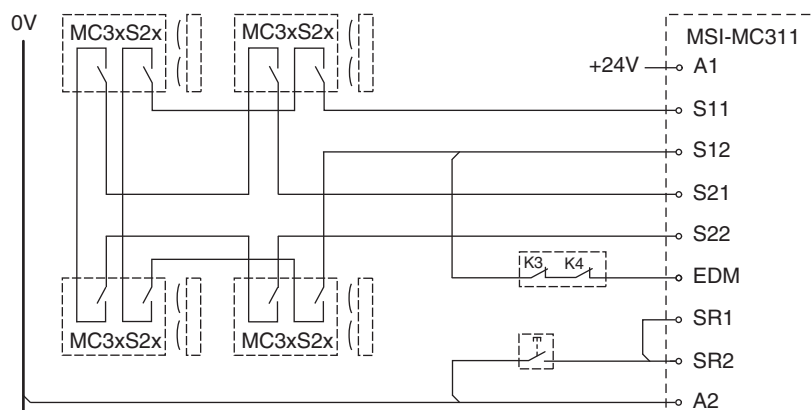 0V
MC3xS2x
MC3xS2x
MSI-MC311
+24V
A1
S11
S12
S21
S22
K3
K4
EDM
SR1
SR2
A2
MC3xS2x
MC3xS2x